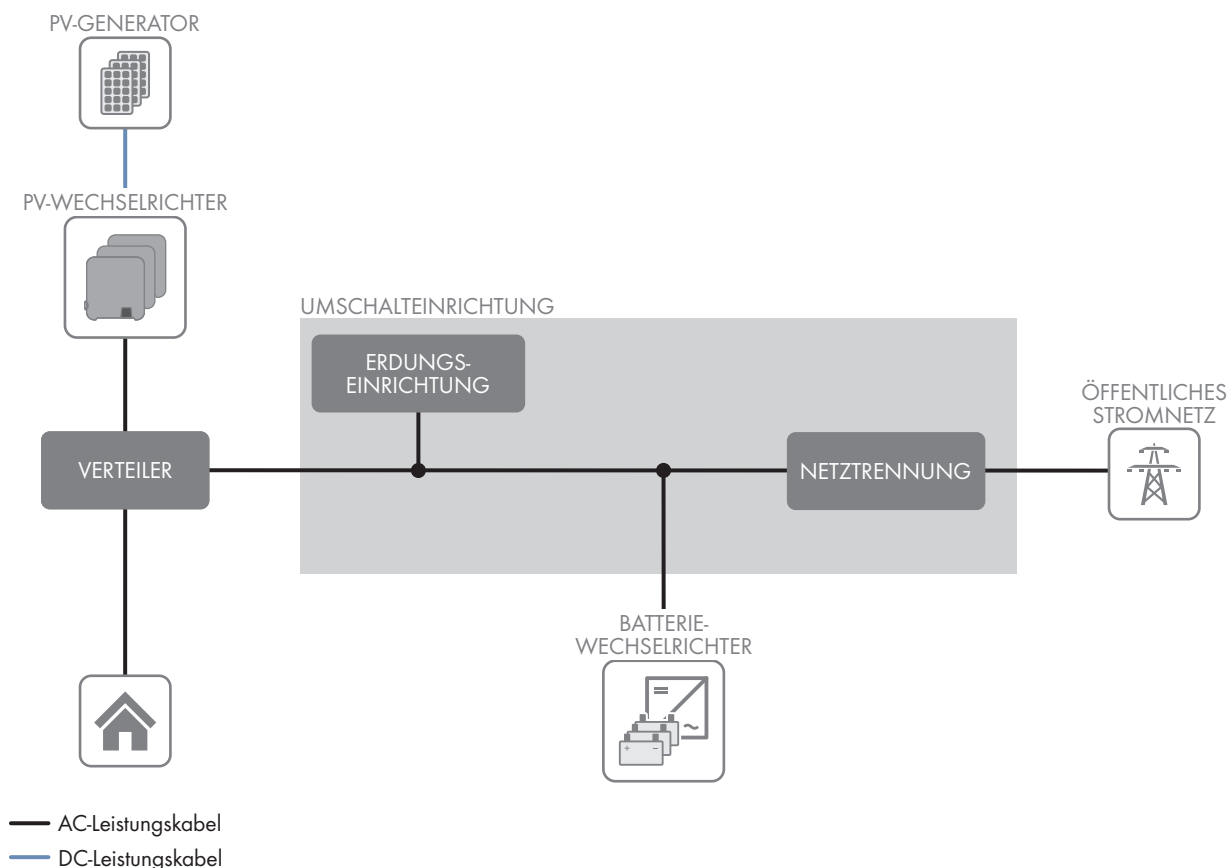 PV-GENERATOR
PV-WECHSELRICHTER
UMSCHALTEINRICHTUNG
ERDUNGS-
EINRICHTUNG
ÖFFENTLICHES
STROMNETZ
VERTEILER
NETZTRENNUNG
BATTERIE-
WECHSELRICHTER
AC-Leistungskabel
DC-Leistungskabel